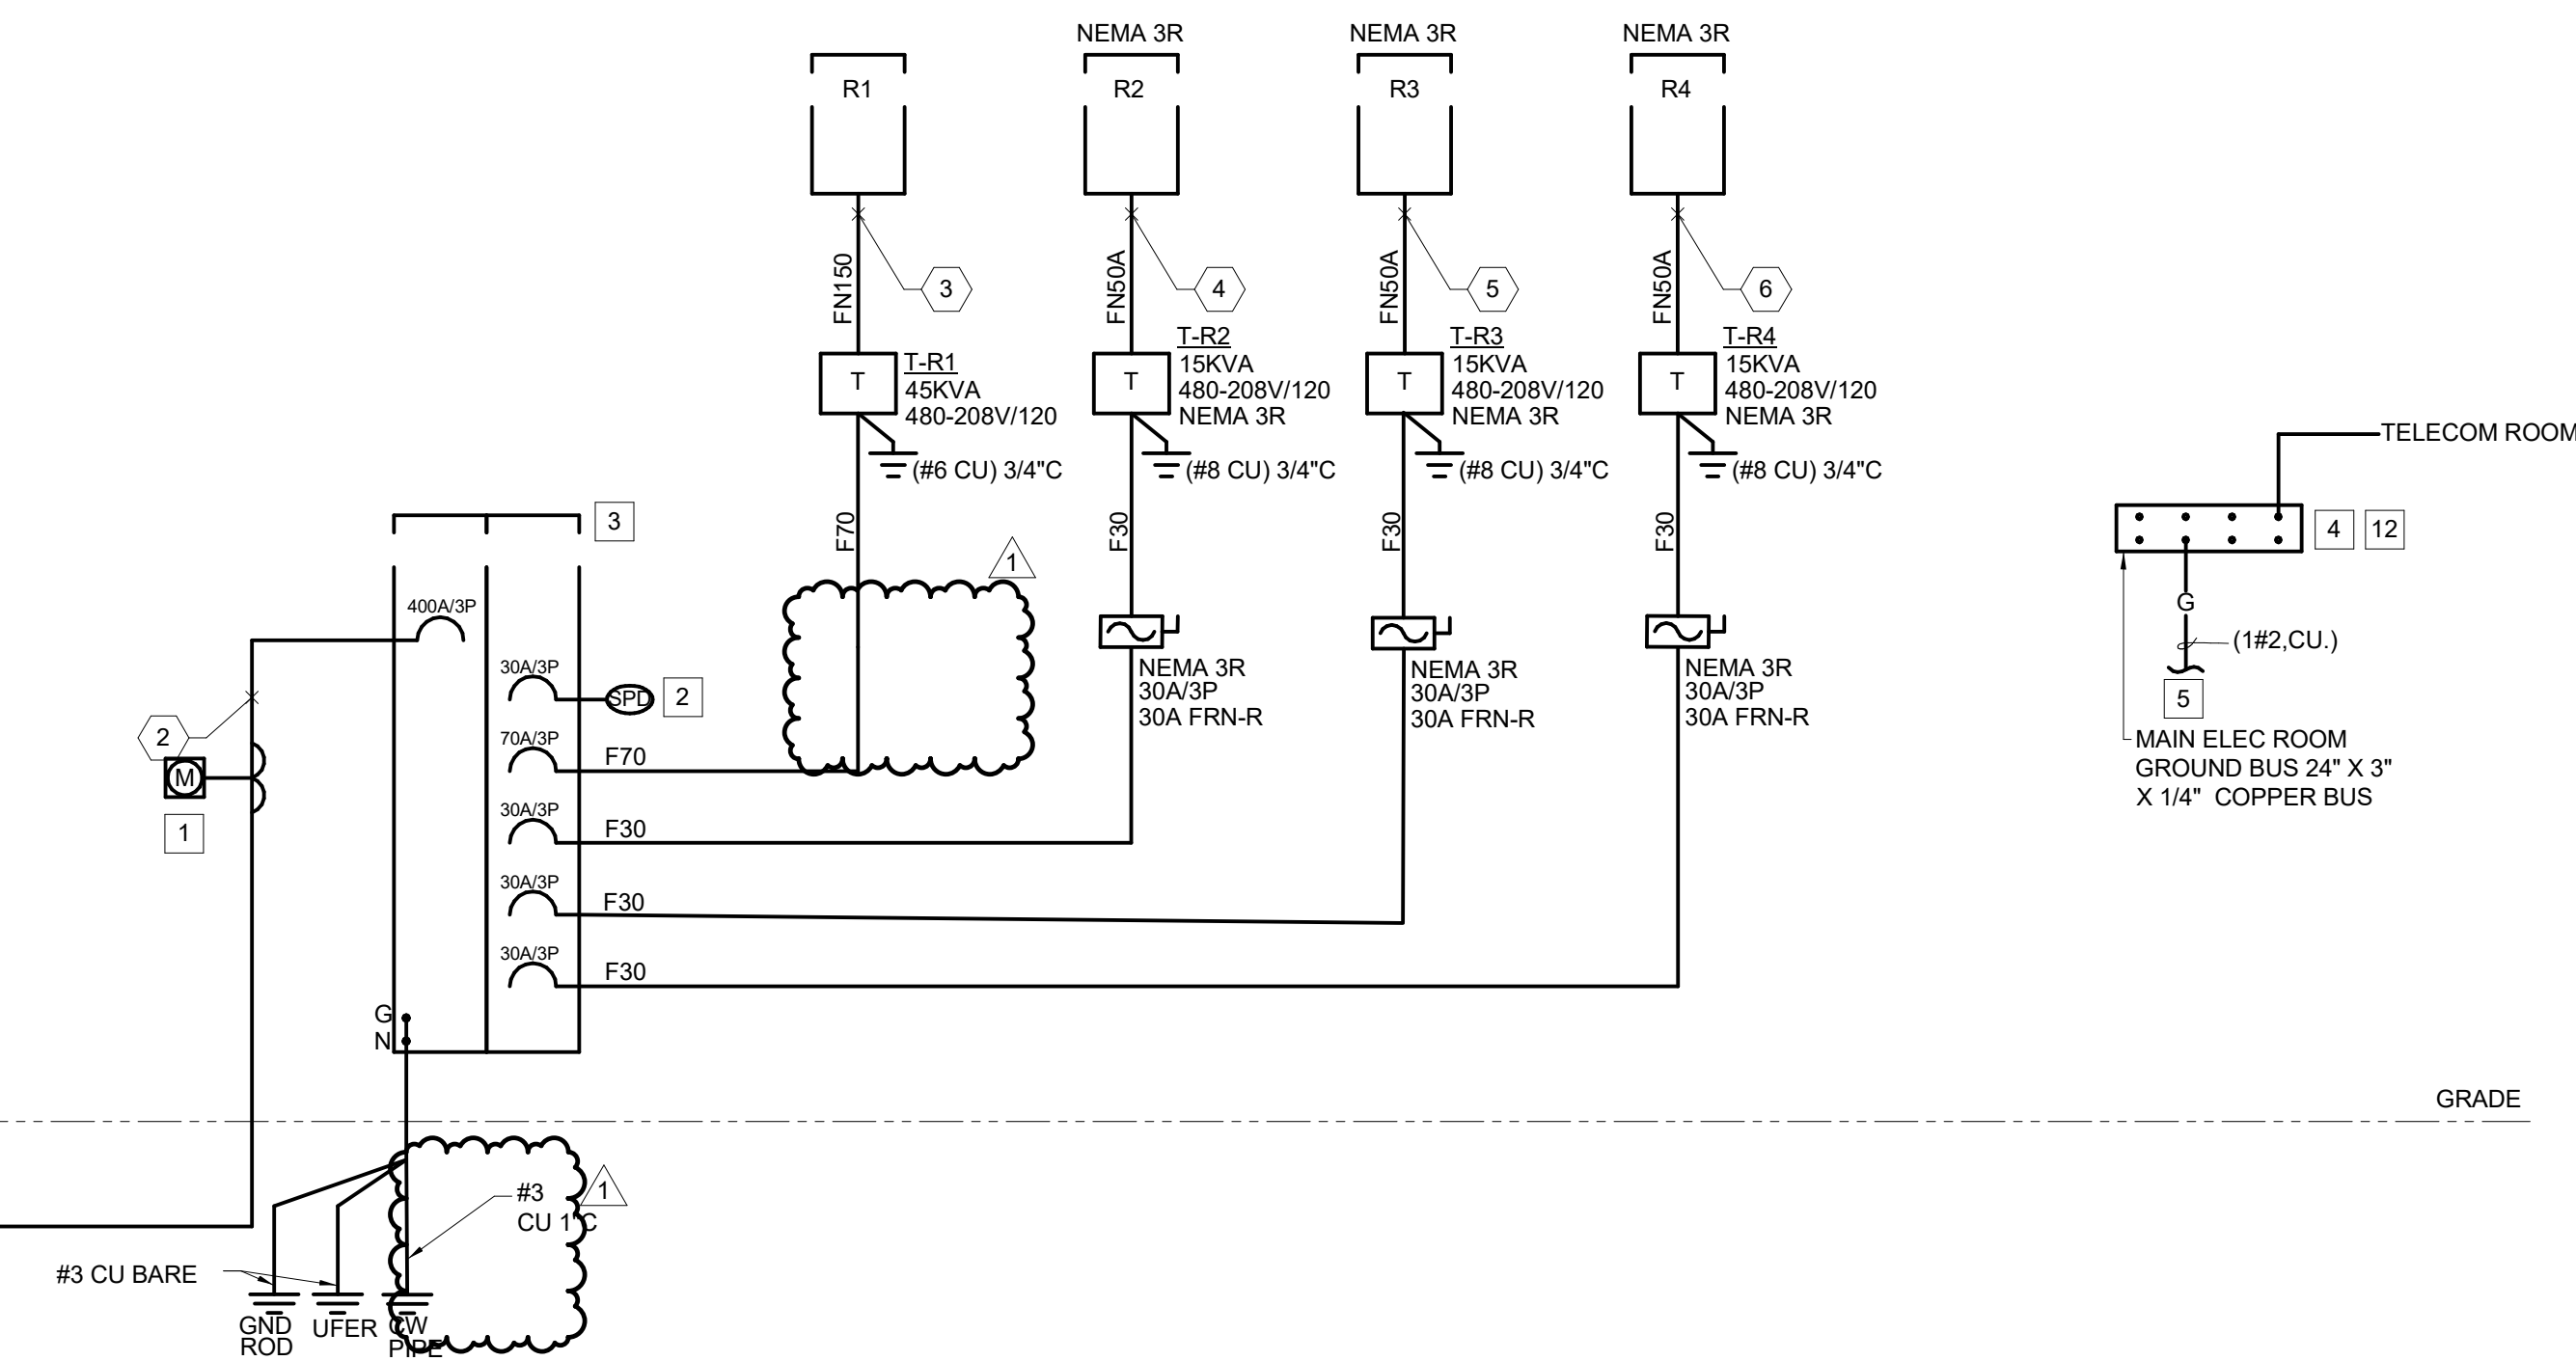 NEMA 3R
NEMA 3R
NEMA 3R
R1
R2
R3
R4
FN150
FN50A
FN50A
FN50A
3
4
5
6
T
T-R1
45KVA
480-208V/120
T
T-R2
15KVA
480-208V/120
NEMA 3R
T
T-R3
15KVA
480-208V/120
NEMA 3R
T
T-R4
15KVA
480-208V/120
NEMA 3R
(#6 CU) 3/4"C
(#8 CU) 3/4"C
(#8 CU) 3/4"C
(#8 CU) 3/4"C
TELECOM ROOM
F70
F30
F30
F30
3
4
12
1
400A/3P
30A/3P
SPD
2
70A/3P
F70
30A/3P
F30
30A/3P
F30
30A/3P
F30
NEMA 3R
30A/3P
30A FRN-R
NEMA 3R
30A/3P
30A FRN-R
NEMA 3R
30A/3P
30A FRN-R
G
(1#2,CU.)
5
MAIN ELEC ROOM
GROUND BUS 24" X 3"
X 1/4" COPPER BUS
2
M
1
G
N
GRADE
#3
CU 1"C
1
#3 CU BARE
GND
ROD
UFER
CW
PIPE